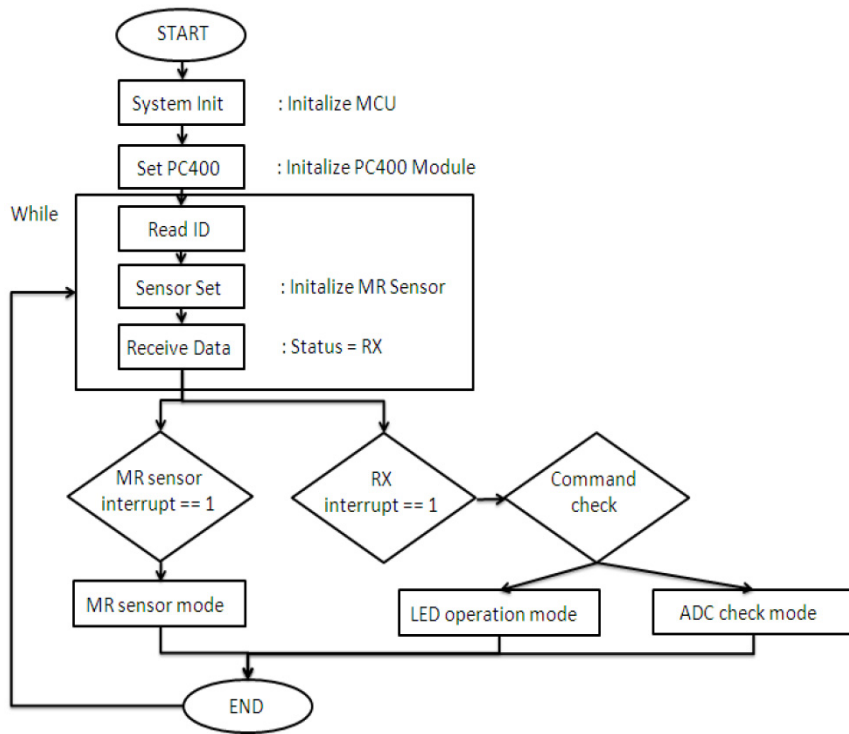 START
System Init
: Initalize MCU
Set PC400
: Initalize PC400 Module
While
Read ID
Sensor Set
: Initalize MR Sensor
Receive Data
: Status = RX
MR sensor
interrupt == 1
RX
interrupt == 1
Command
check
MR sensor mode
LED operation mode
ADC check mode
END